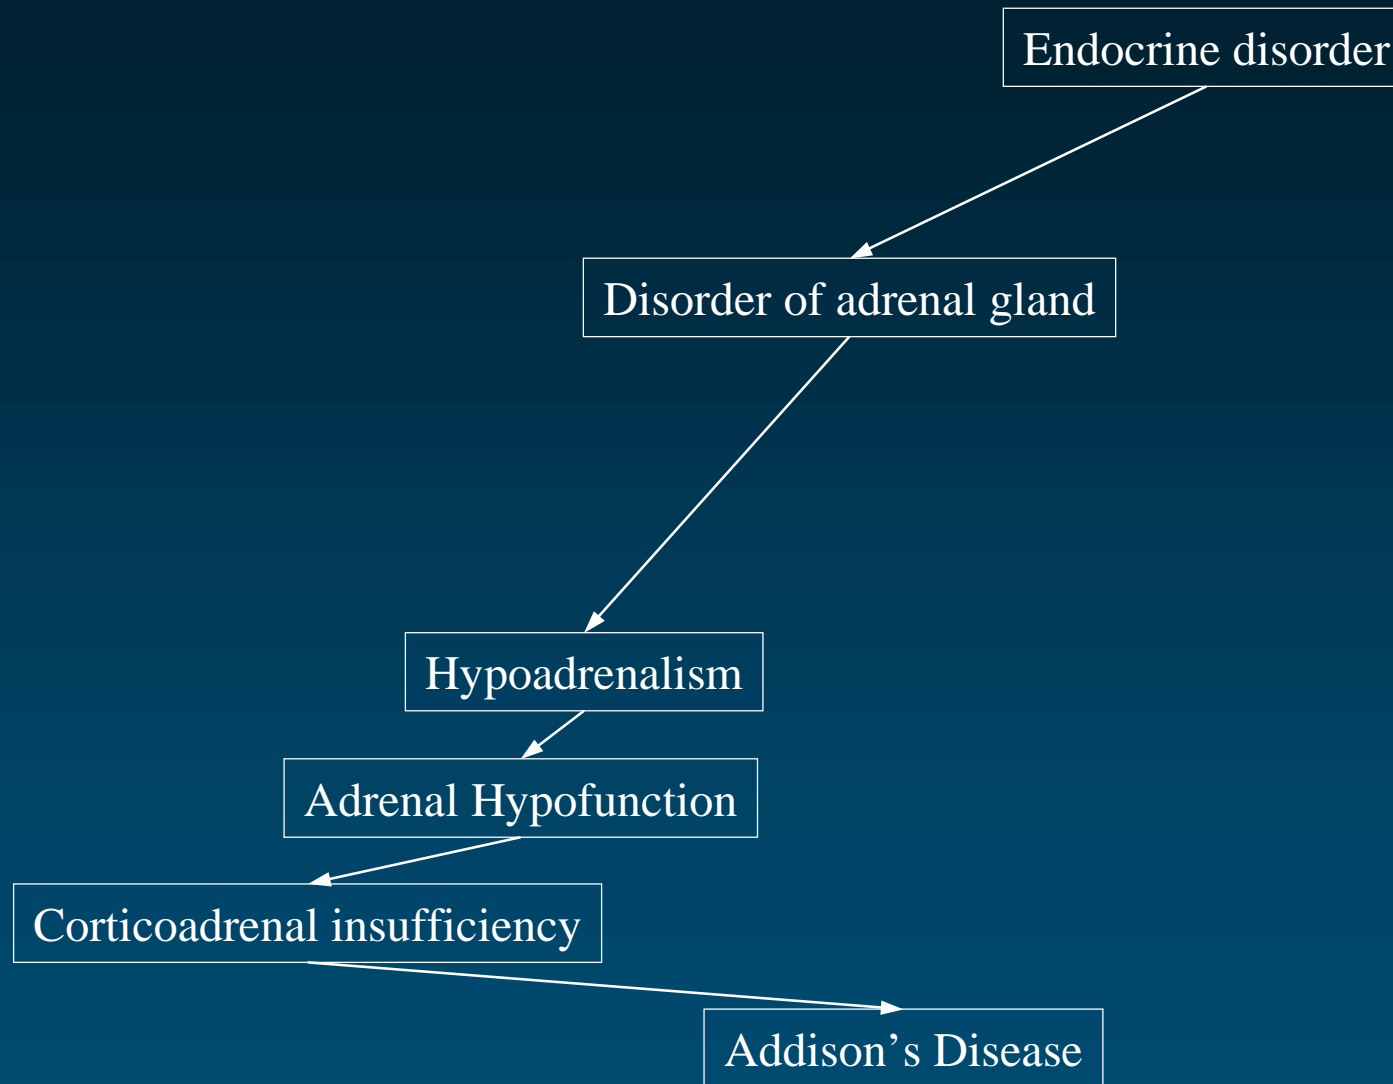 Endocrine disorder
Disorder of adrenal gland
Hypoadrenalism
Adrenal Hypofunction
Corticoadrenal insufficiency
Addison’s Disease